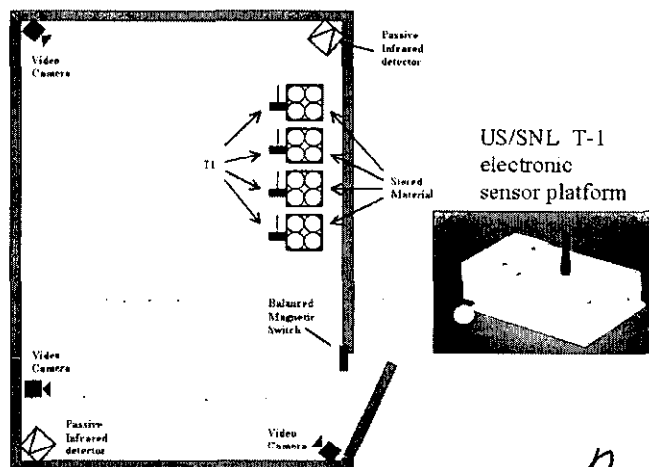 Video
Camera
Passive
Infrared
detector
T1
Stored
Material
US/SNL T-1
electronic
sensor platform
Balanced
Magnetic
Switch
Video
Camera
Passive
Infrared
detector
Video
Camera
n